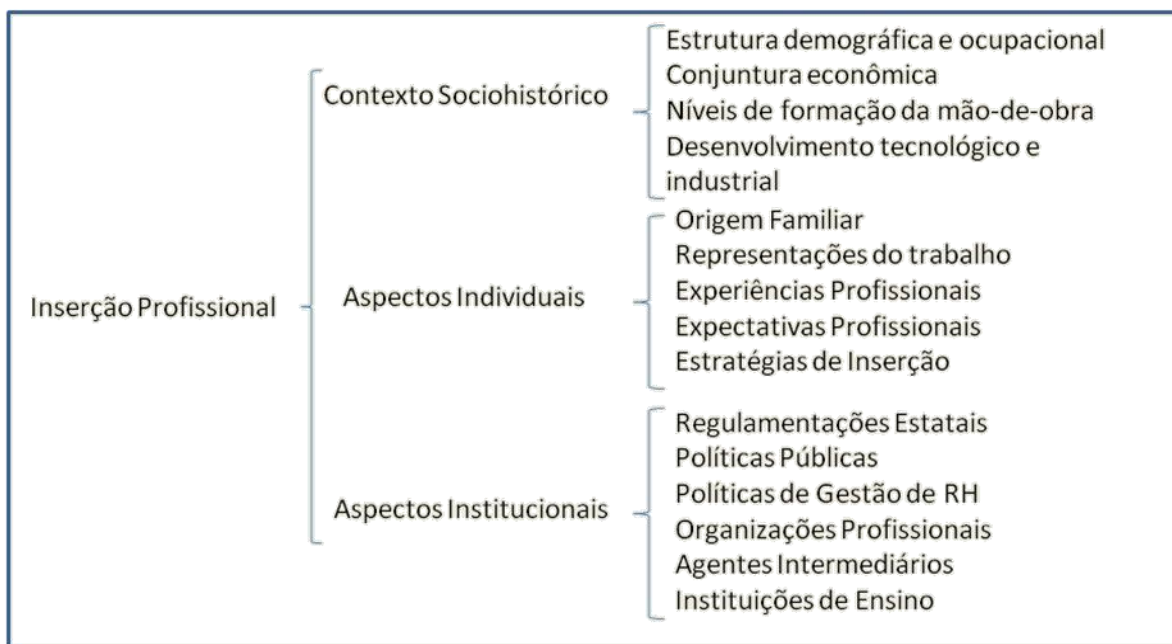 Inserção Profissional
Contexto Sociohistórico
Estrutura demográfica e ocupacional
Conjuntura econômica
Níveis de formação da mão-de-obra
Desenvolvimento tecnológico e
industrial
Aspectos Individuais
Origem Familiar
Representações do trabalho
Experiências Profissionais
Expectativas Profissionais
Estratégias de Inserção
Aspectos Institucionais
Regulamentações Estatais
Políticas Públicas
Políticas de Gestão de RH
Organizações Profissionais
Agentes Intermediários
Instituições de Ensino